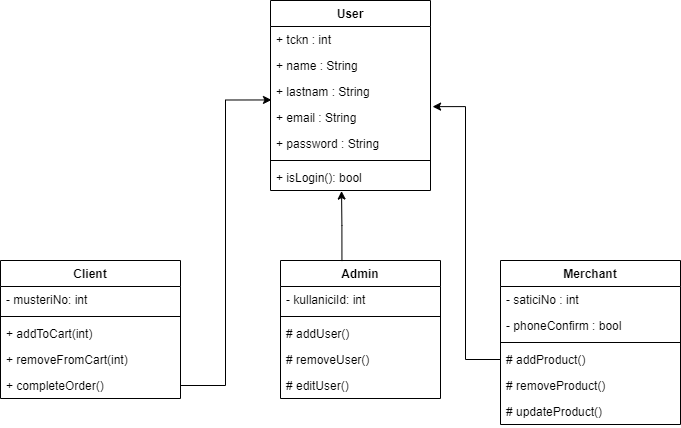 User
+ tckn : int
+ name : String
+ lastnam : String
+ email : String
+ password : String
+ isLogin(): bool
Client
- musteriNo: int
+ addToCart(int)
+ removeFromCart(int)
+ completeOrder()
Admin
- kullaniciId: int
# addUser()
# removeUser()
# editUser()
Merchant
- saticiNo : int
- phoneConfirm : bool
# addProduct()
# removeProduct()
# updateProduct()